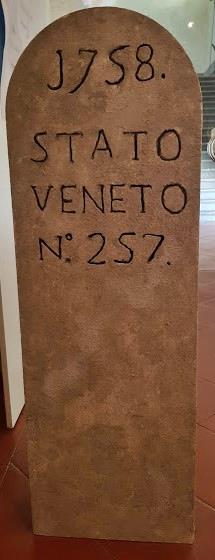 1758.
STATO
VENETO
N.º 257.